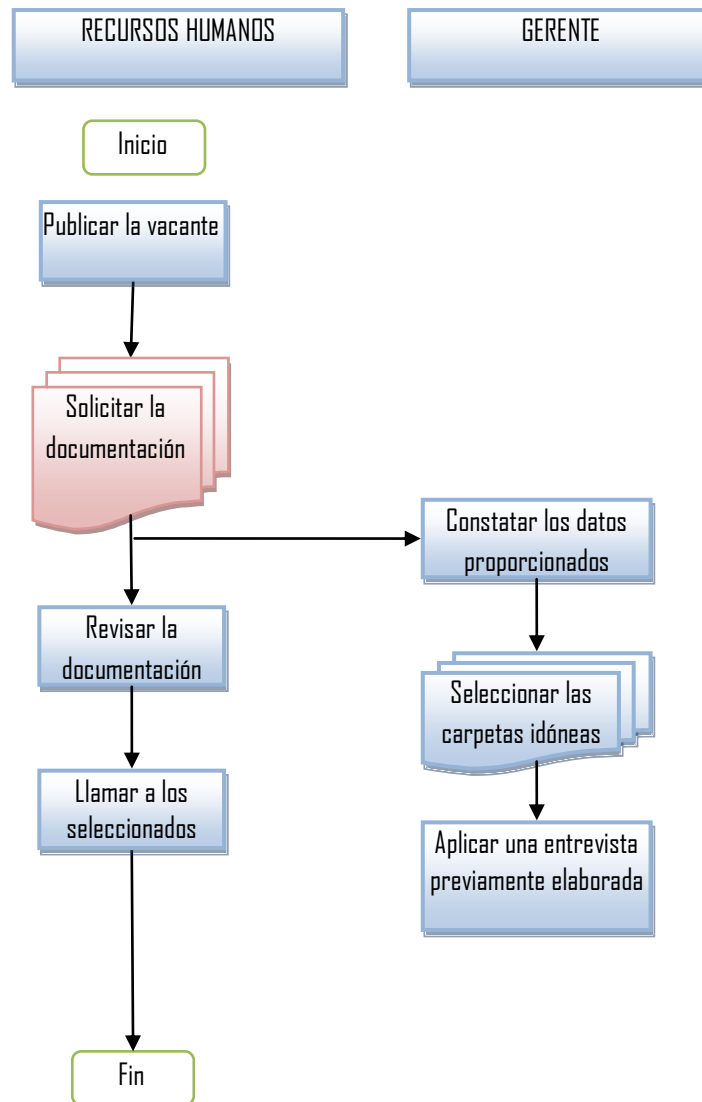 RECURSOS HUMANOS
GERENTE
Inicio
Publicar la vacante
Solicitar la
documentación
Constatar los datos
proporcionados
Revisar la
documentación
Seleccionar las
carpetas idóneas
Llamar a los
seleccionados
Aplicar una entrevista
previamente elaborada
Fin